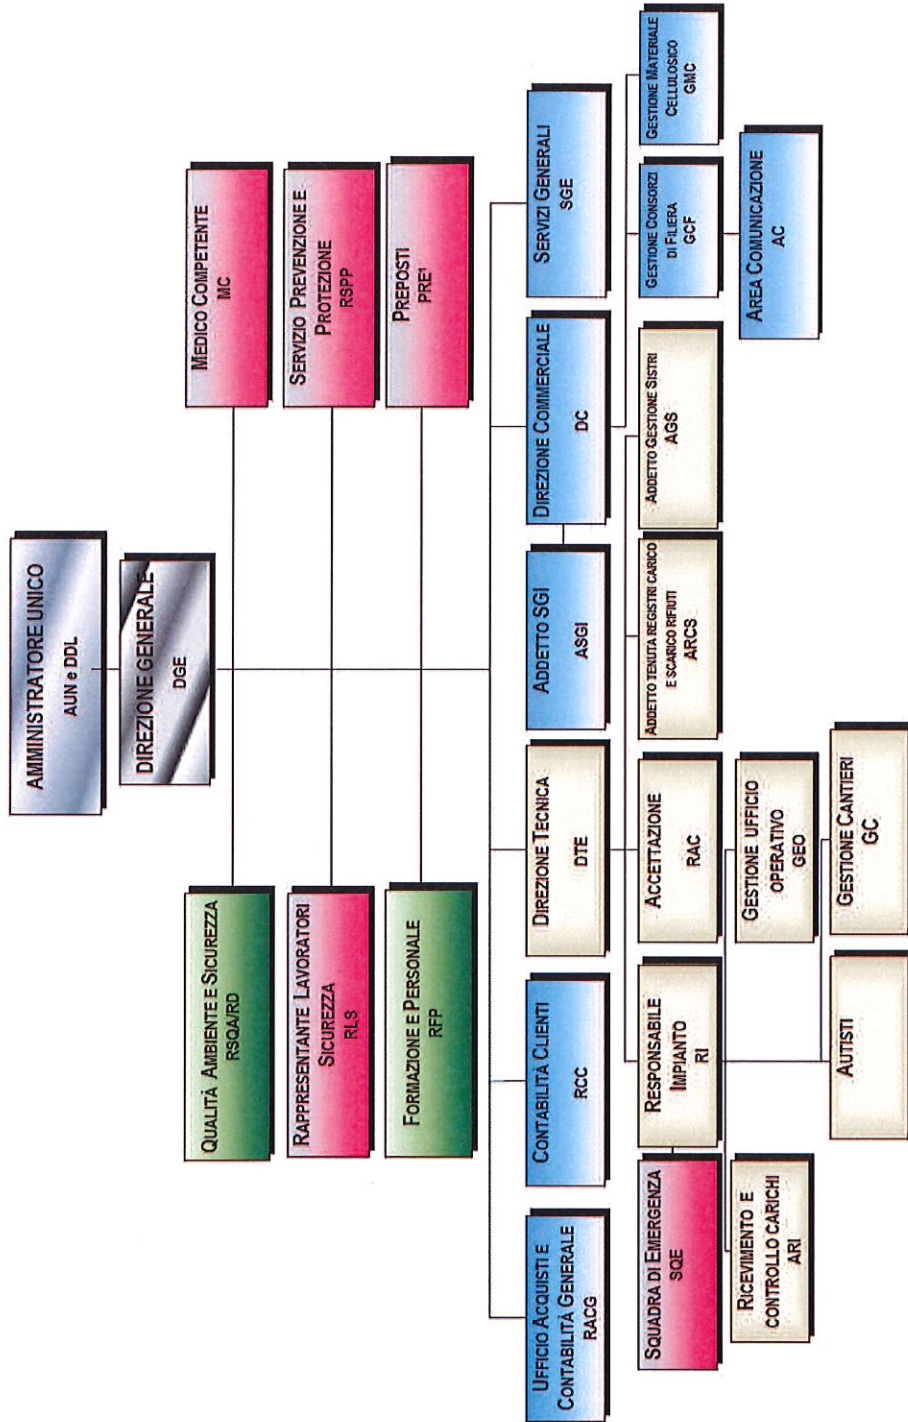 AMMINISTRATORE UNICO
AUN e DDL
DIREZIONE GENERALE
DGE
QUALITÀ AMBIENTE E SICUREZZA
RSQA/RD
MEDICO COMPETENTE
MC
RAPPRESENTANTE LAVORATORI
SICUREZZA
RLS
SERVIZIO PREVENZIONE E
PROTEZIONE
RSPP
FORMAZIONE E PERSONALE
RFP
PREPOSTI
PRE¹
UFFICIO ACQUISTI E
CONTABILITÀ GENERALE
RACG
CONTABILITÀ CLIENTI
RCC
DIREZIONE TECNICA
DTE
ADDETTO SGI
ASGI
DIREZIONE COMMERCIALE
DC
SERVIZI GENERALI
SGE
SQUADRA DI EMERGENZA
SQE
RESPONSABILE
IMPIANTO
RI
ACCETTAZIONE
RAC
ADDETTO TENUTA REGISTRI CARICO
E SCARICO RIFIUTI
ARCS
ADDETTO GESTIONE SISTRI
AGS
GESTIONE CONSORZI
DI FILIERA
GCF
GESTIONE MATERIALE
CELLULOSICO
GMC
RICEVIMENTO E
CONTROLLO CARICHI
ARI
GESTIONE UFFICIO
OPERATIVO
GEO
AREA COMUNICAZIONE
AC
AUTISTI
GESTIONE CANTIERI
GC